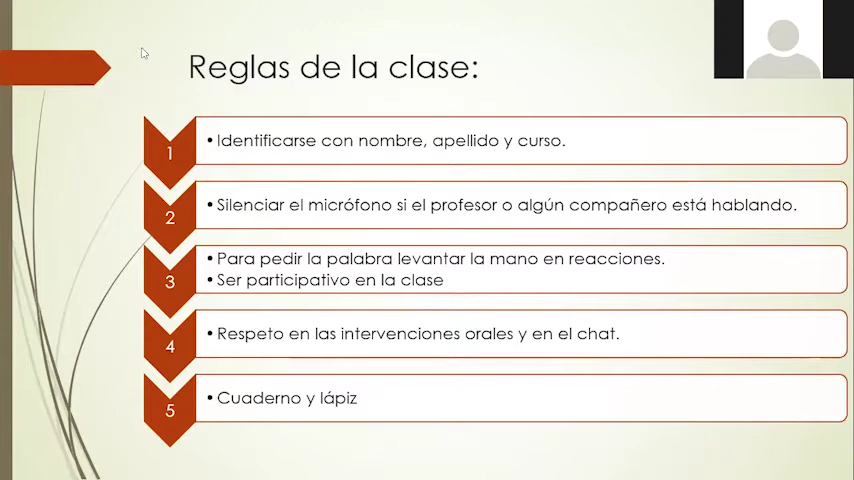 Reglas de la clase:
1
• Identificarse con nombre, apellido y curso.
2
• Silenciar el micrófono si el profesor o algún compañero está hablando.
3
• Para pedir la palabra levantar la mano en reacciones.
• Ser participativo en la clase
4
• Respeto en las intervenciones orales y en el chat.
5
• Cuaderno y lápiz